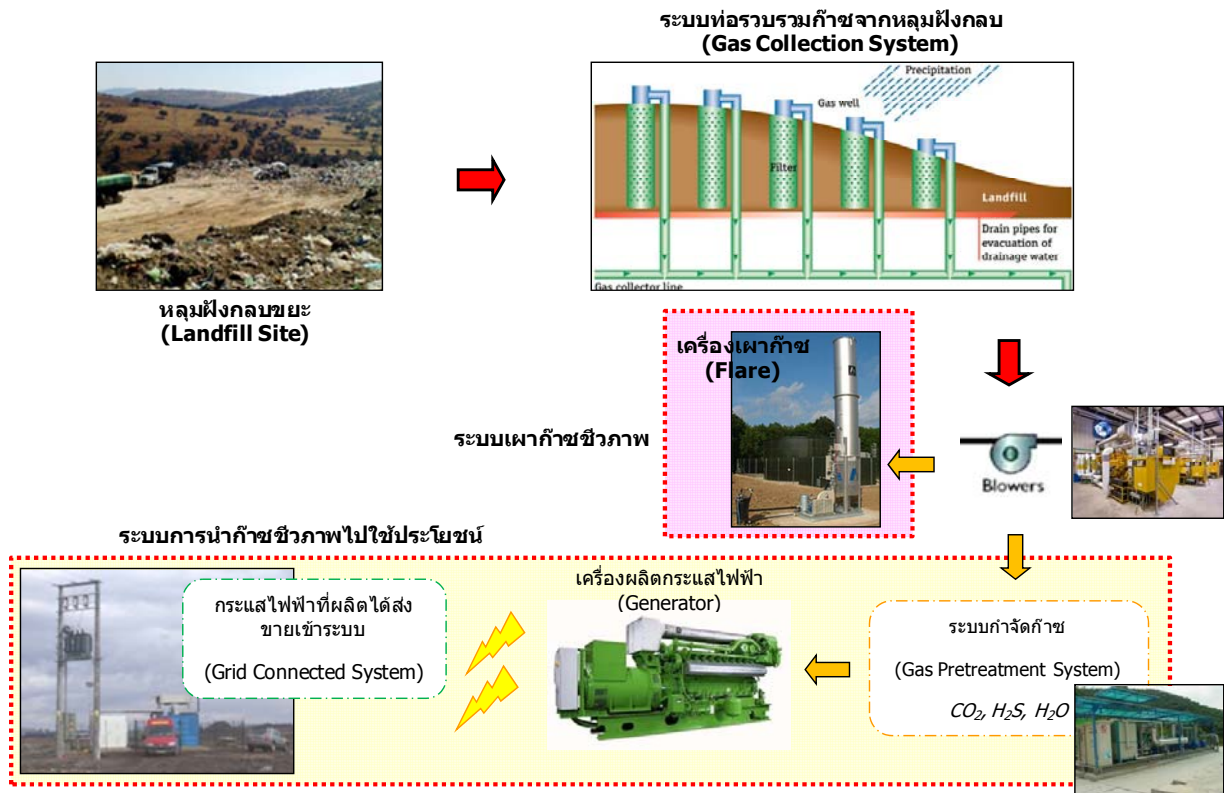 ระบบท่อรวบรวมก๊าซจากหลุมฝังกลบ
(Gas Collection System)
Precipitation
Gas well
Filter
Landfill
Drain pipes for
evacuation of
drainage water
Gas collector line
หลุมฝังกลบขยะ
(Landfill Site)
เครื่องเผาก๊าซ
(Flare)
ระบบเผาก๊าซชีวภาพ
Blowers
ระบบการนำก๊าซชีวภาพไปใช้ประโยชน์
กระแสไฟฟ้าที่ผลิตได้ส่ง
ขายเข้าระบบ
(Grid Connected System)
เครื่องผลิตกระแสไฟฟ้า
(Generator)
ระบบกำจัดก๊าซ
(Gas Pretreatment System)
CO₂, H₂S, H₂O